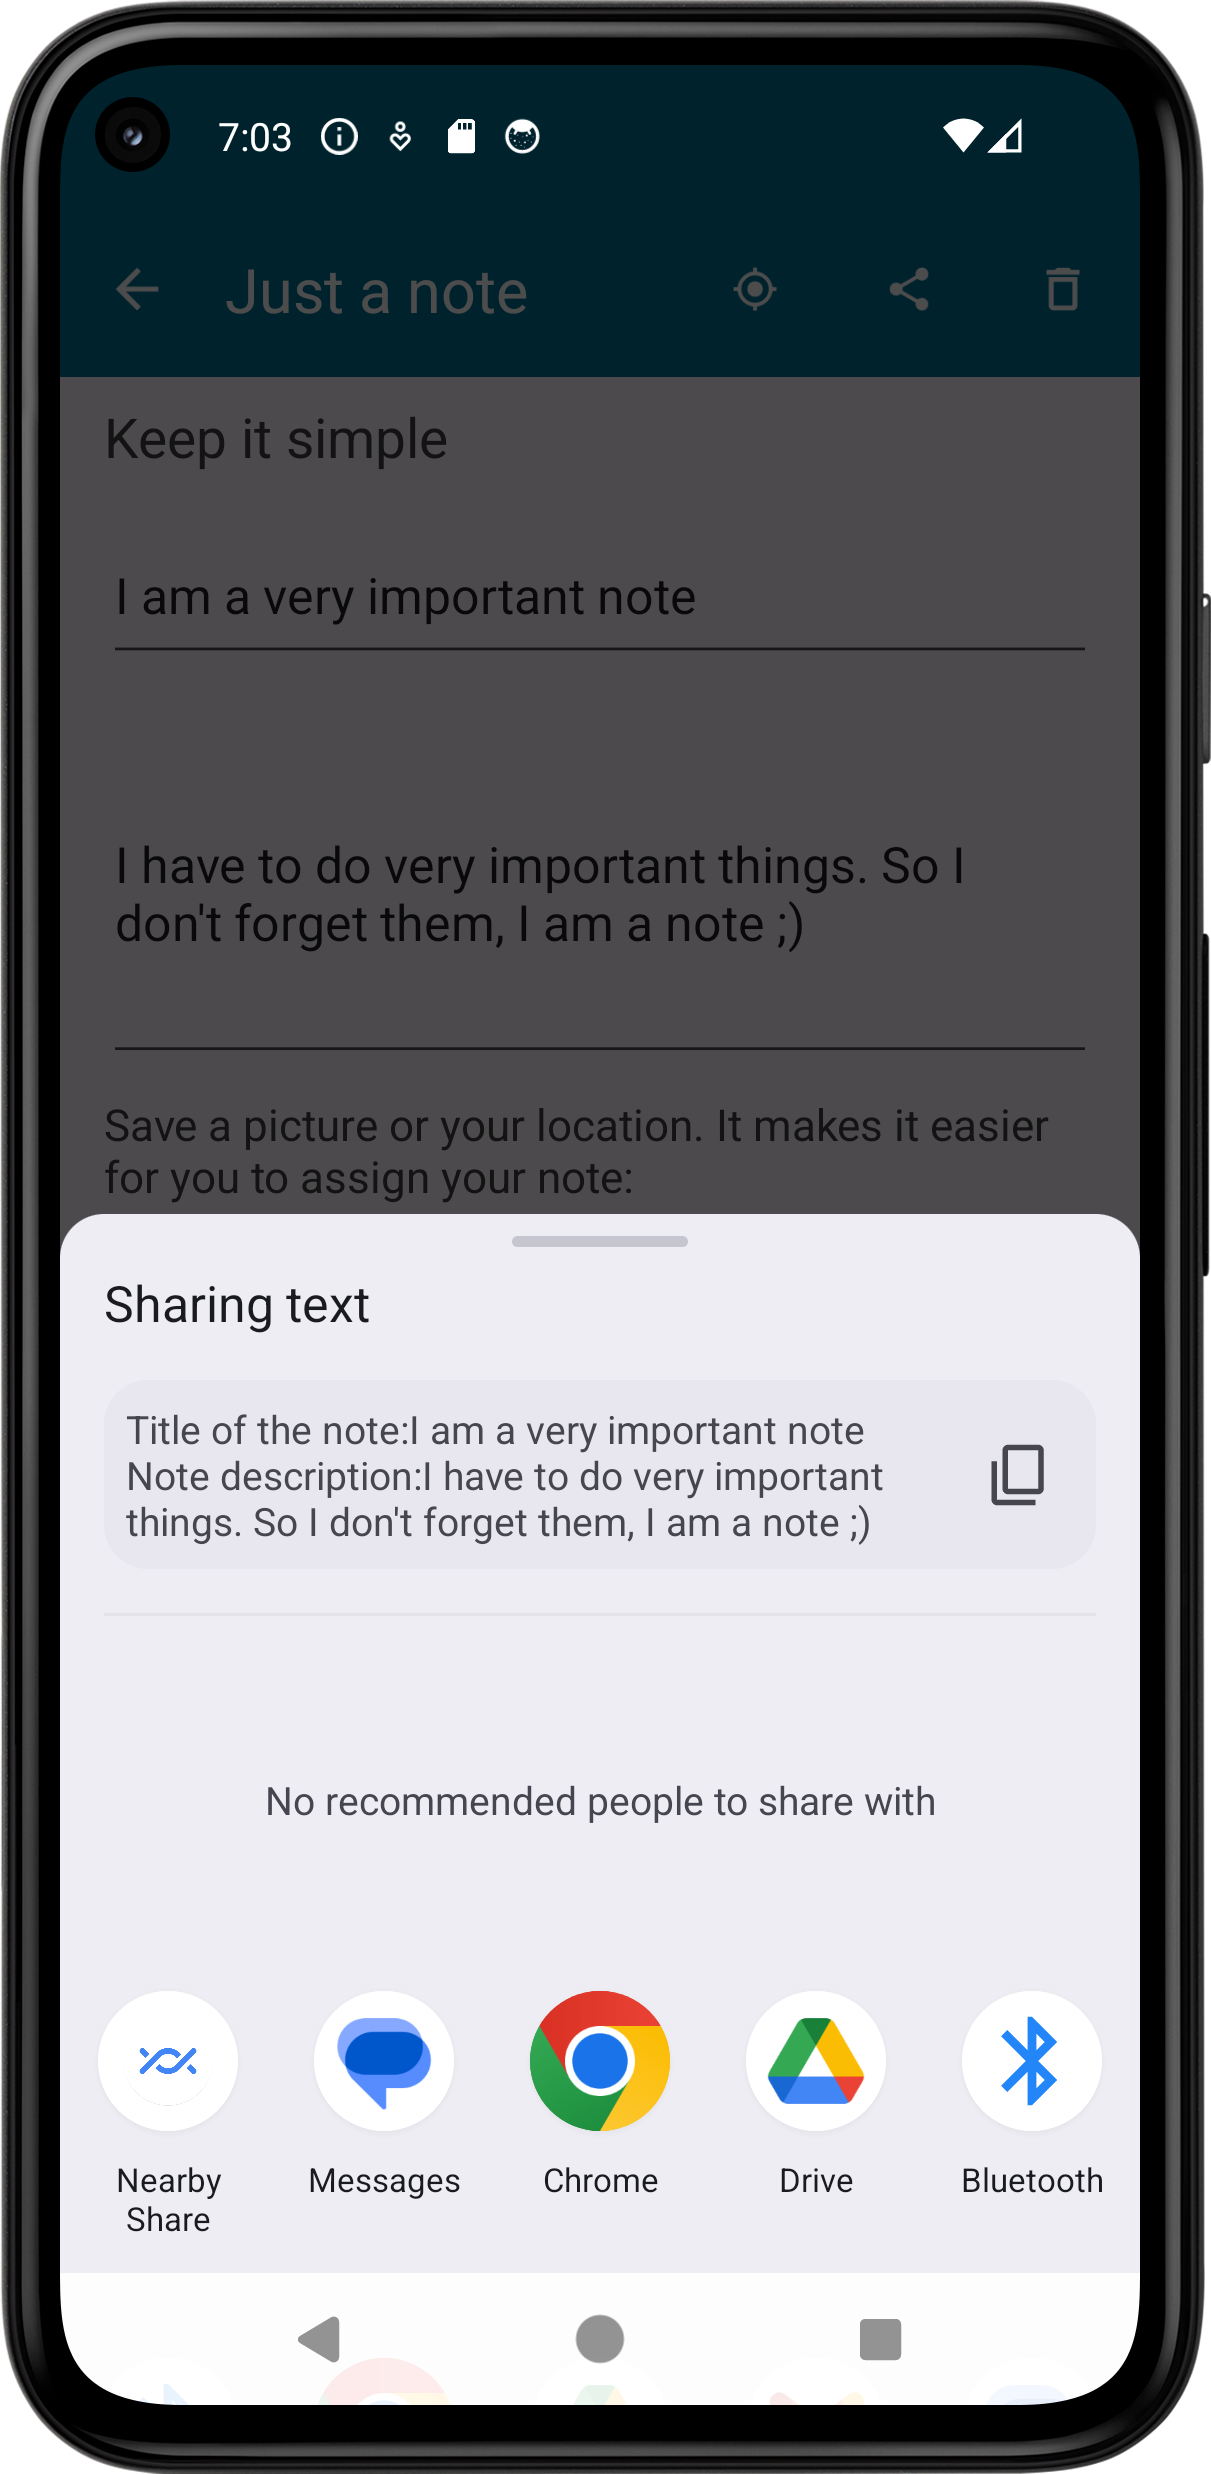 7:03
Just a note
Keep it simple
I am a very important note
I have to do very important things. So I
don't forget them, I am a note ;)
Save a picture or your location. It makes it easier
for you to assign your note:
Sharing text
Title of the note:I am a very important note
Note description:I have to do very important
things. So I don't forget them, I am a note ;)
No recommended people to share with
Nearby
Share
Messages
Chrome
Drive
Bluetooth